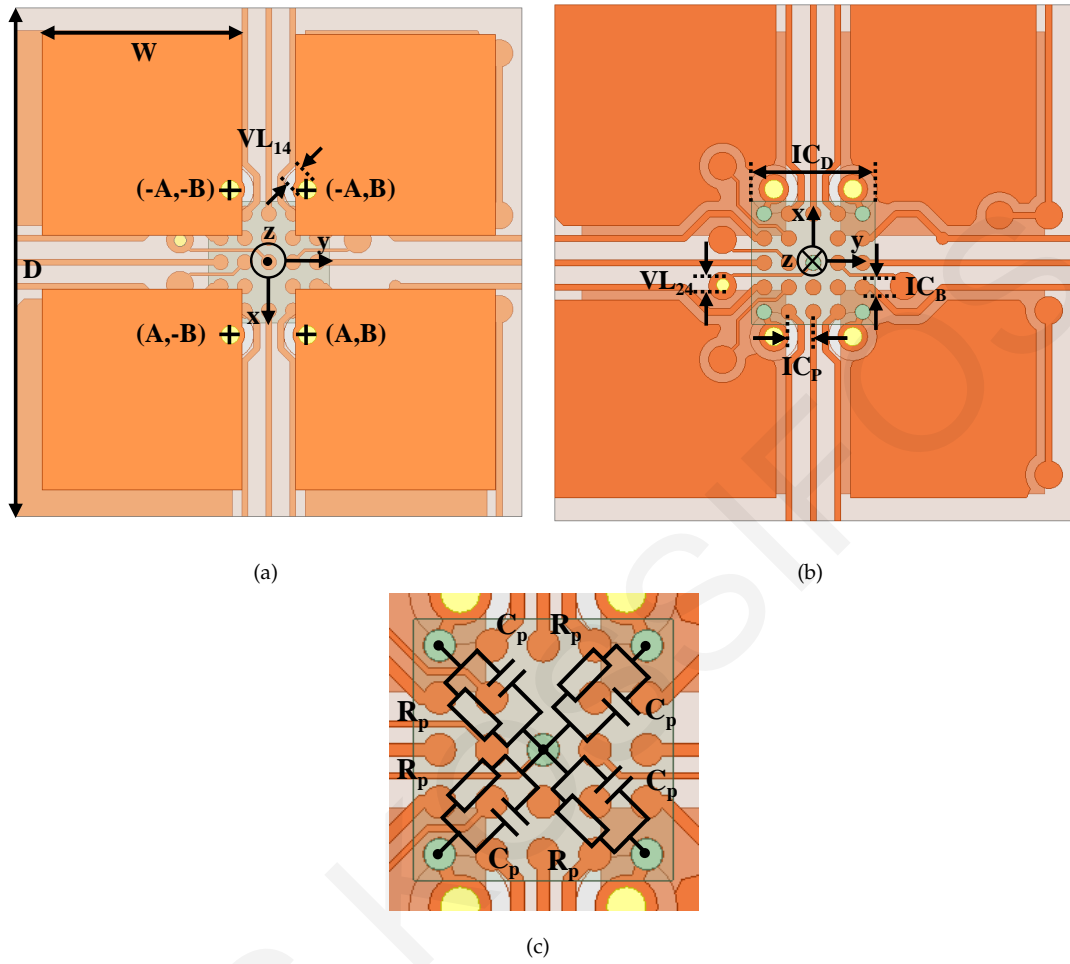 W
VL14
(-A,-B)
(-A,B)
z
y
D
x
(A,-B)
(A,B)
(a)
ICD
x
z
y
VL24
ICB
ICP
(b)
Cp
Rp
Rp
Cp
Rp
Cp
Cp
Rp
(c)